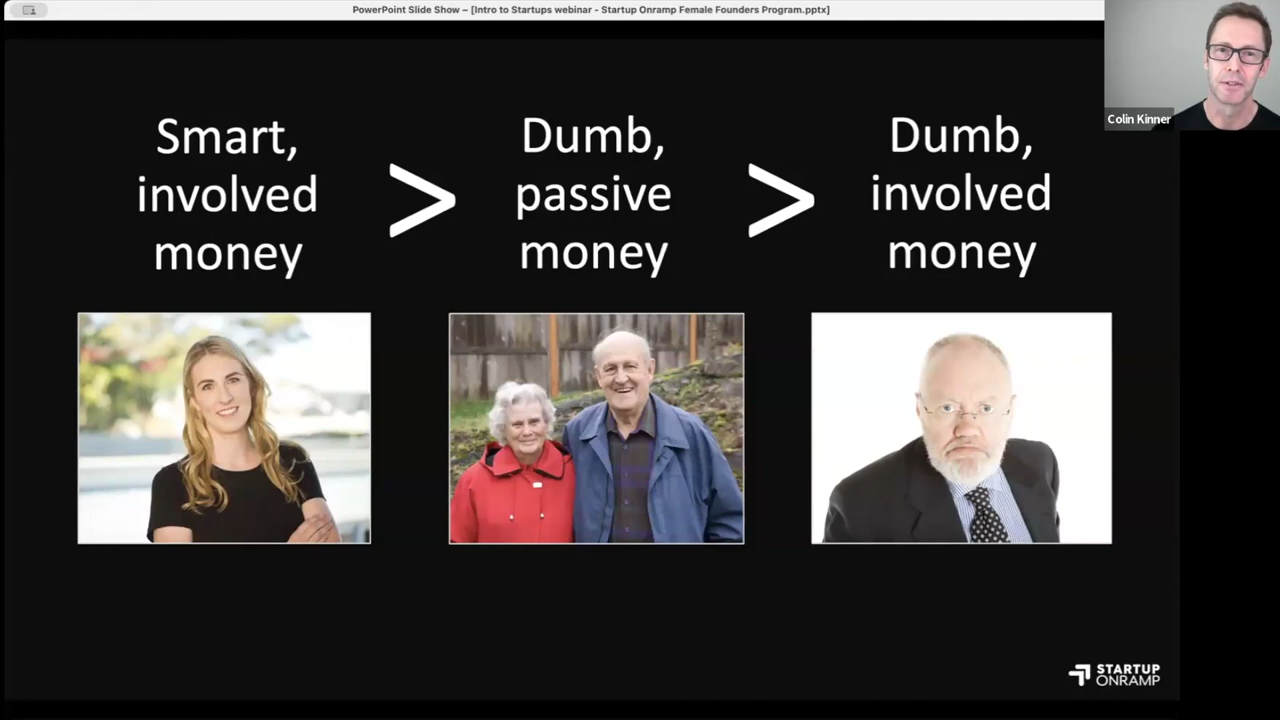 PowerPoint Slide Show – [Intro to Startups webinar - Startup Onramp Female Founders Program.pptx]
Colin Kinner
Smart,
involved
money
>
Dumb,
passive
money
>
Dumb,
involved
money
STARTUP
ONRAMP